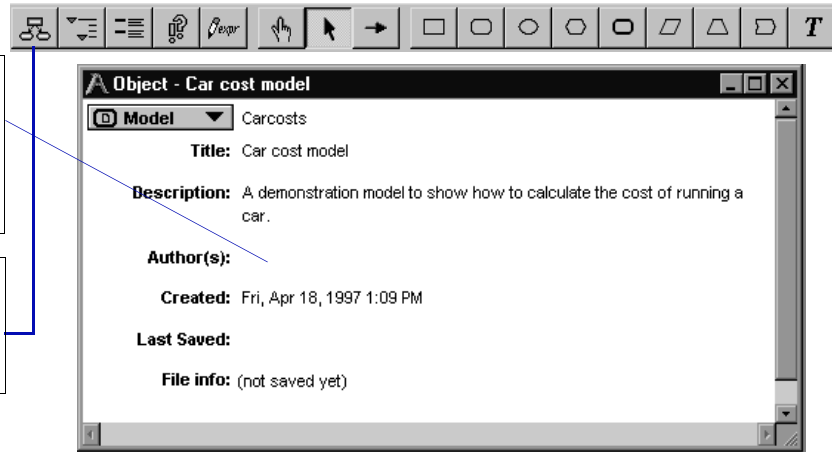 expr
T
Object - Car cost model
D Model Carcosts
Title: Car cost model
Description: A demonstration model to show how to calculate the cost of running a
car.
Author(s):
Created: Fri, Apr 18, 1997 1:09 PM
Last Saved:
File info: (not saved yet)